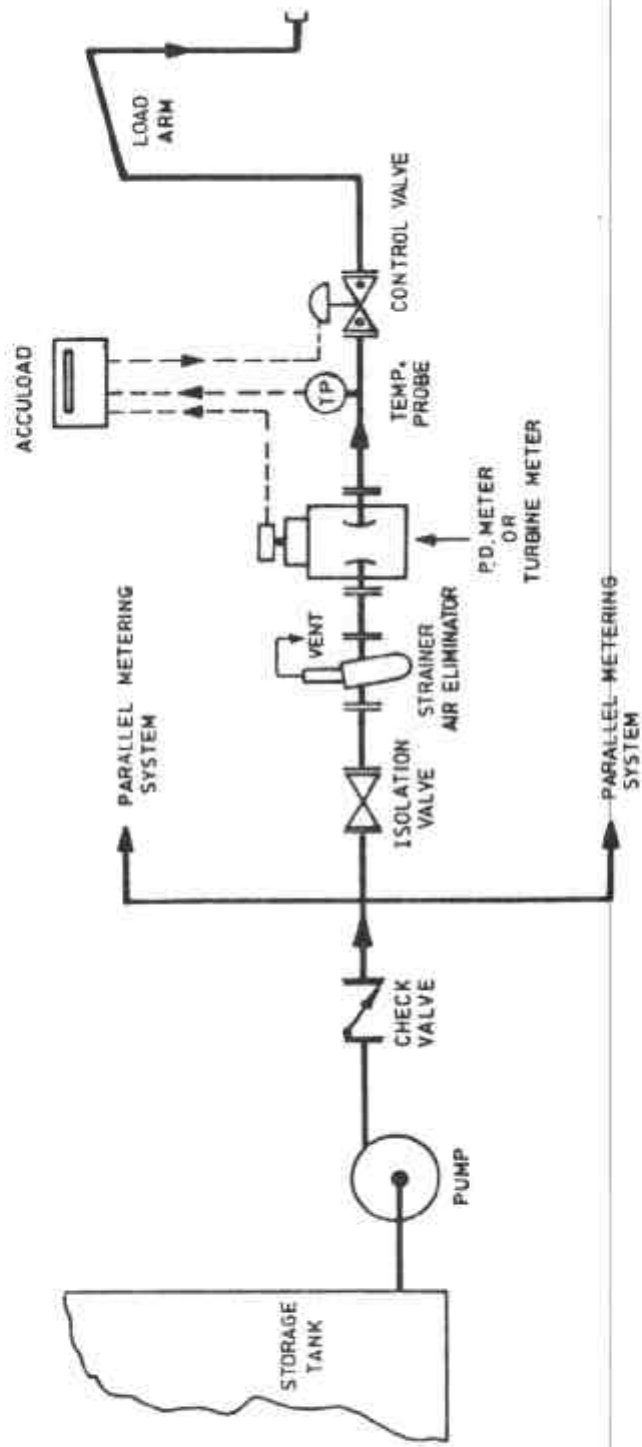 STORAGE
TANK
PUMP
CHECK
VALVE
PARALLEL METERING
SYSTEM
PARALLEL METERING
SYSTEM
ISOLATION
VALVE
VENT
STRAINER
AIR ELIMINATOR
P.D. METER
OR
TURBINE METER
ACCULOAD
TP
TEMP.
PROBE
CONTROL VALVE
LOAD
ARM